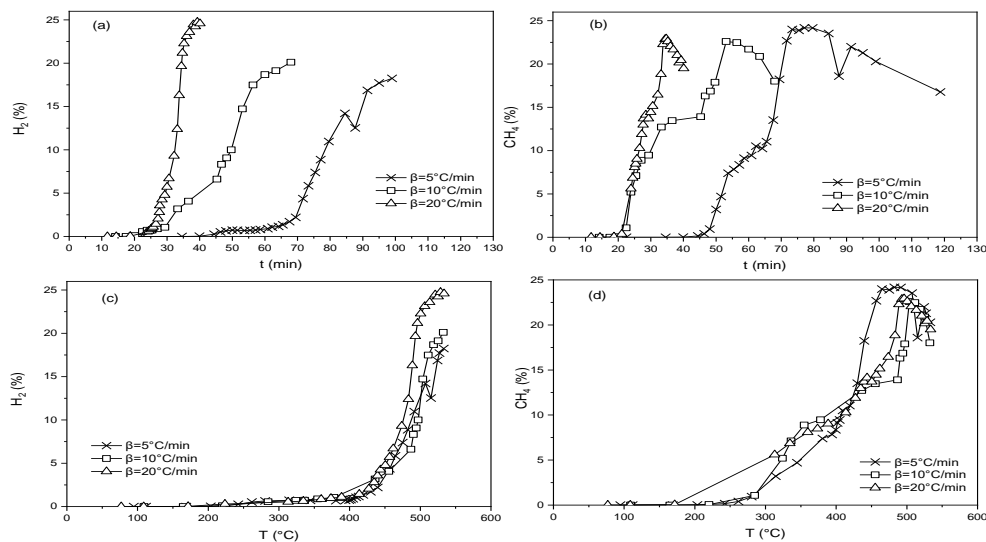 (a)
H₂ (%)
25
20
15
10
5
0
β=5°C/min
β=10°C/min
β=20°C/min
0 10 20 30 40 50 60 70 80 90 100 110 120 130
t (min)
(b)
CH₄ (%)
25
20
15
10
5
0
β=5°C/min
β=10°C/min
β=20°C/min
0 10 20 30 40 50 60 70 80 90 100 110 120 130
t (min)
(c)
H₂ (%)
25
20
15
10
5
0
β=5°C/min
β=10°C/min
β=20°C/min
0 100 200 300 400 500 600
T (°C)
(d)
CH₄ (%)
25
20
15
10
5
0
β=5°C/min
β=10°C/min
β=20°C/min
0 100 200 300 400 500 600
T (°C)